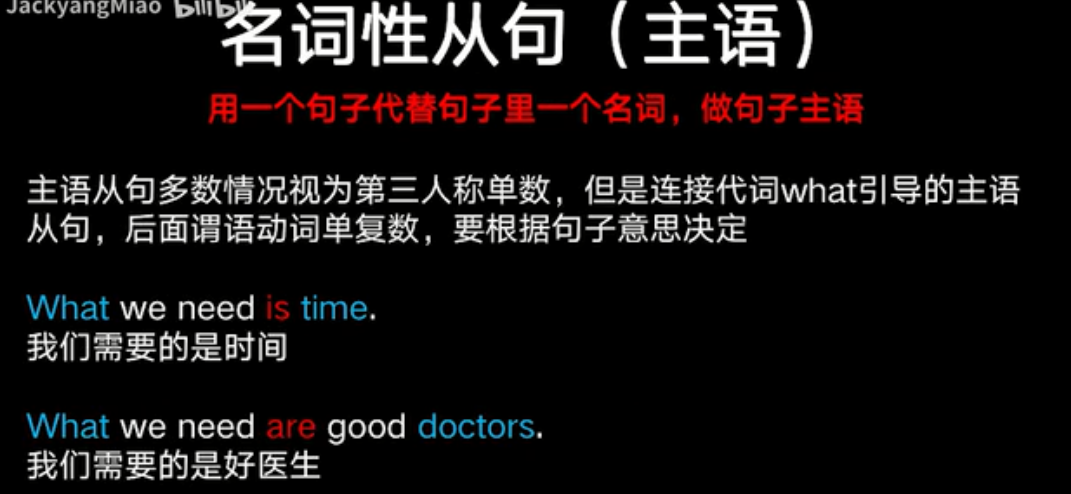 JackyangMiao bilibili
名词性从句（主语）
用一个句子代替句子里一个名词，做句子主语
主语从句多数情况视为第三人称单数，但是连接代词what引导的主语
从句，后面谓语动词单复数，要根据句子意思决定
What we need is time.
我们需要的是时间
What we need are good doctors.
我们需要的是好医生